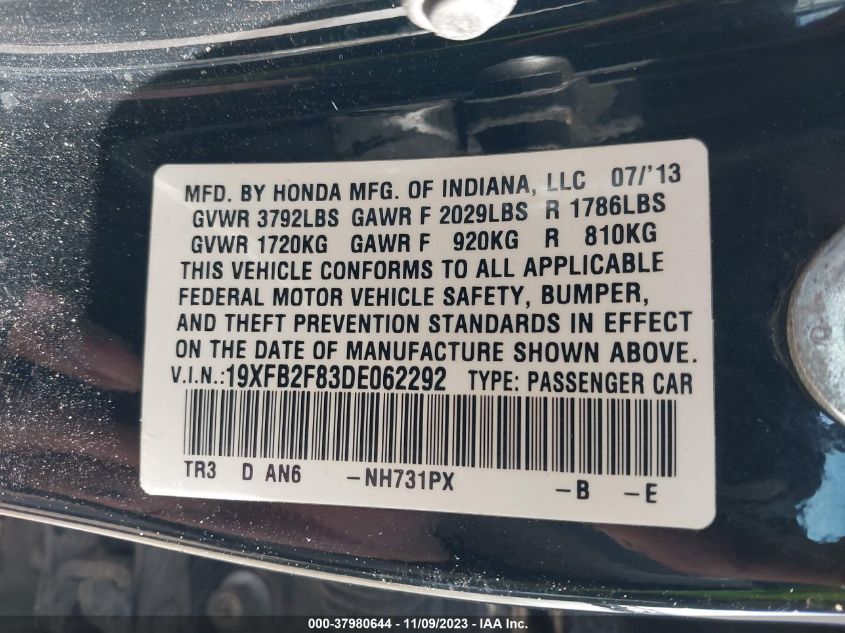 MFD. BY HONDA MFG. OF INDIANA, LLC 07/'13
GVWR 3792LBS GAWR F 2029LBS R 1786LBS
GVWR 1720KG GAWR F 920KG R 810KG
THIS VEHICLE CONFORMS TO ALL APPLICABLE
FEDERAL MOTOR VEHICLE SAFETY, BUMPER,
AND THEFT PREVENTION STANDARDS IN EFFECT
ON THE DATE OF MANUFACTURE SHOWN ABOVE.
V.I.N.:19XFB2F83DE062292 TYPE: PASSENGER CAR
TR3 D AN6 -NH731PX -B -E
000-37980644 | 11/09/2023 - IAA Inc.